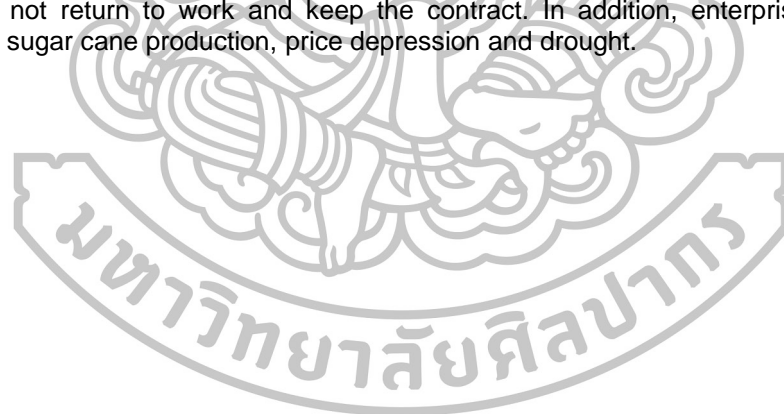 not return to work and keep the contract. In addition, enterpris
sugar cane production, price depression and drought.
มหาวิทยาลัยศิลปากร